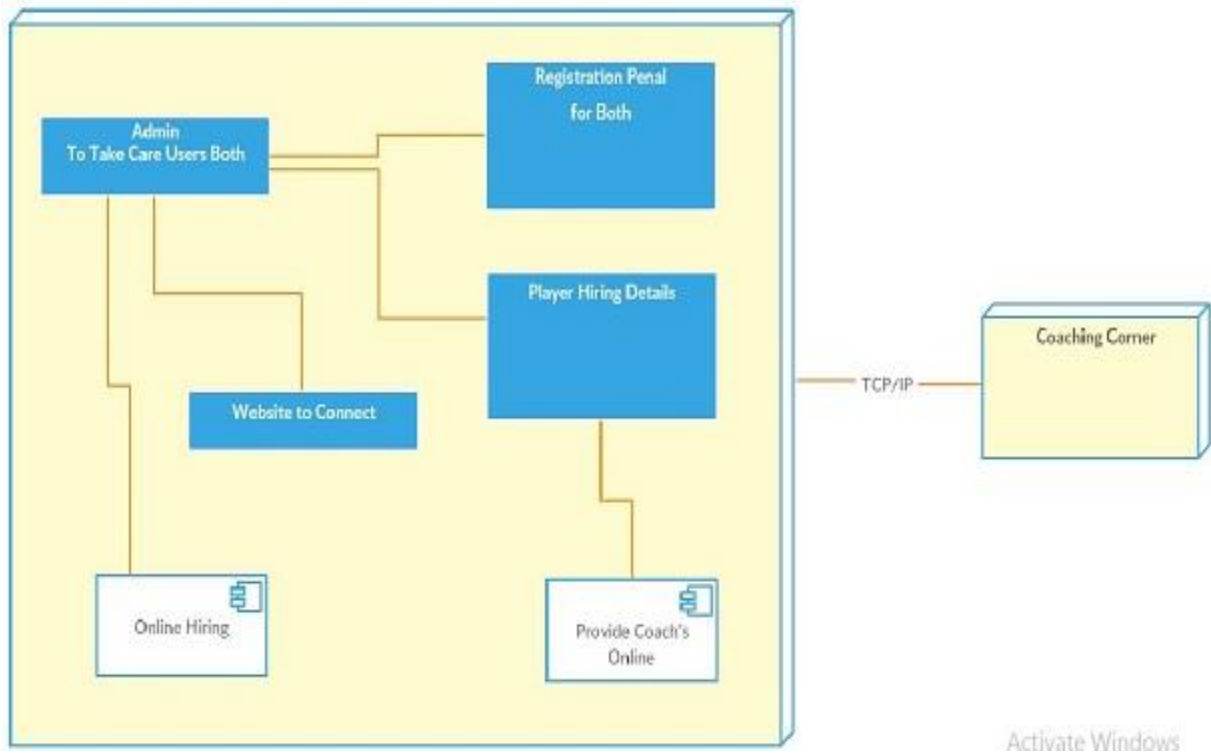 Registration Penal
for Both
Admin
To Take Care Users Both
Player Hiring Details
Coaching Corner
TCP/IP
Website to Connect
Online Hiring
Provide Coach's
Online
Activate Windows